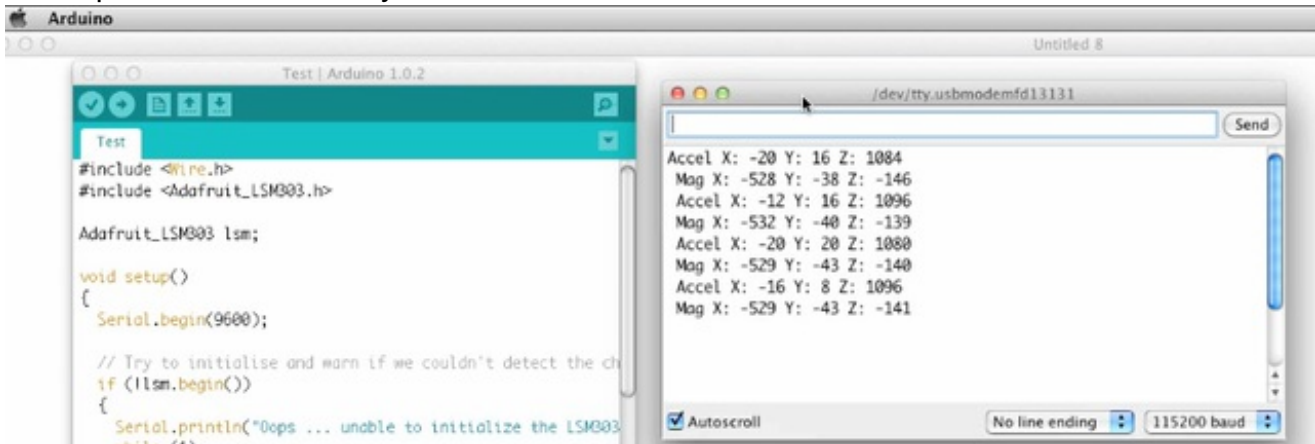 Arduino
Untitled 8
Test | Arduino 1.0.2
Test
#include <Wire.h>
#include <Adafruit_LSM303.h>
Adafruit_LSM303 lsm;
void setup()
{
Serial.begin(9600);
// Try to initialise and warn if we couldn't detect the ch
if (!lsm.begin())
{
Serial.println("Oops ... unable to initialize the LSM303
/dev/tty.usbmodemfd13131
Send
Accel X: -20 Y: 16 Z: 1084
Mag X: -528 Y: -38 Z: -146
Accel X: -12 Y: 16 Z: 1096
Mag X: -532 Y: -40 Z: -139
Accel X: -20 Y: 20 Z: 1080
Mag X: -529 Y: -43 Z: -140
Accel X: -16 Y: 8 Z: 1096
Mag X: -529 Y: -43 Z: -141
Autoscroll
No line ending
115200 baud